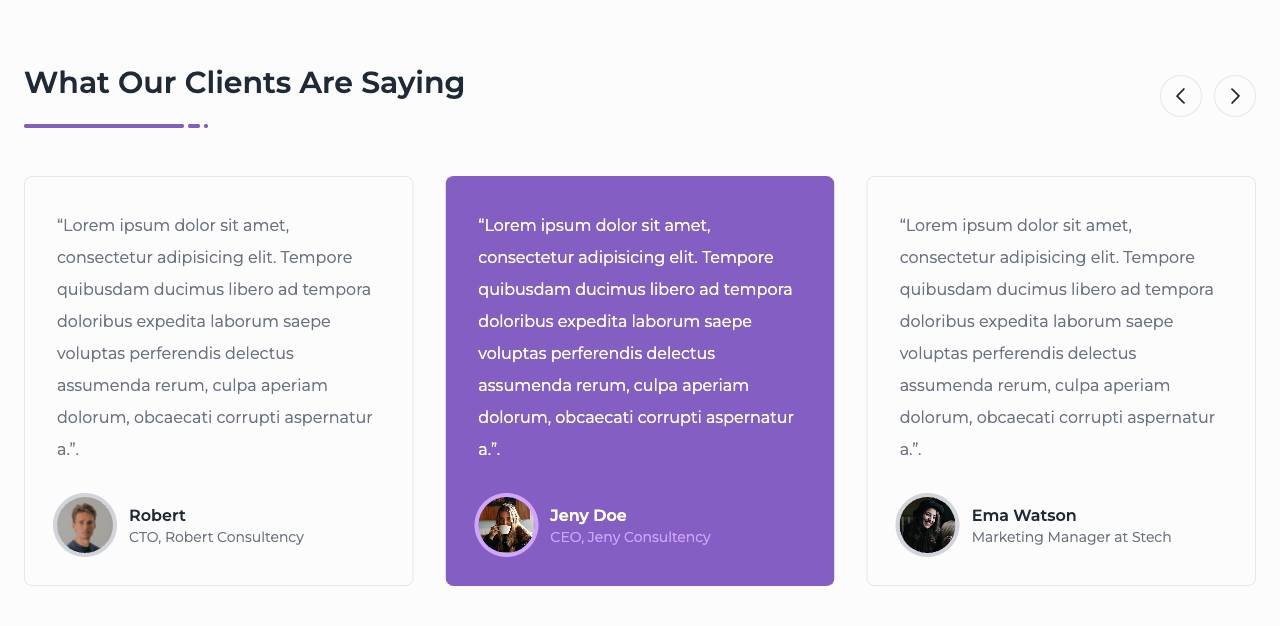 What Our Clients Are Saying
“Lorem ipsum dolor sit amet,
consectetur adipisicing elit. Tempore
quibusdam ducimus libero ad tempora
doloribus expedita laborum saepe
voluptas perferendis delectus
assumenda rerum, culpa aperiam
dolorum, obcaecati corrupti aspernatur
a.”.
Robert
CTO, Robert Consultency
“Lorem ipsum dolor sit amet,
consectetur adipisicing elit. Tempore
quibusdam ducimus libero ad tempora
doloribus expedita laborum saepe
voluptas perferendis delectus
assumenda rerum, culpa aperiam
dolorum, obcaecati corrupti aspernatur
a.”.
Jeny Doe
CEO, Jeny Consultency
“Lorem ipsum dolor sit amet,
consectetur adipisicing elit. Tempore
quibusdam ducimus libero ad tempora
doloribus expedita laborum saepe
voluptas perferendis delectus
assumenda rerum, culpa aperiam
dolorum, obcaecati corrupti aspernatur
a.”.
Ema Watson
Marketing Manager at Stech